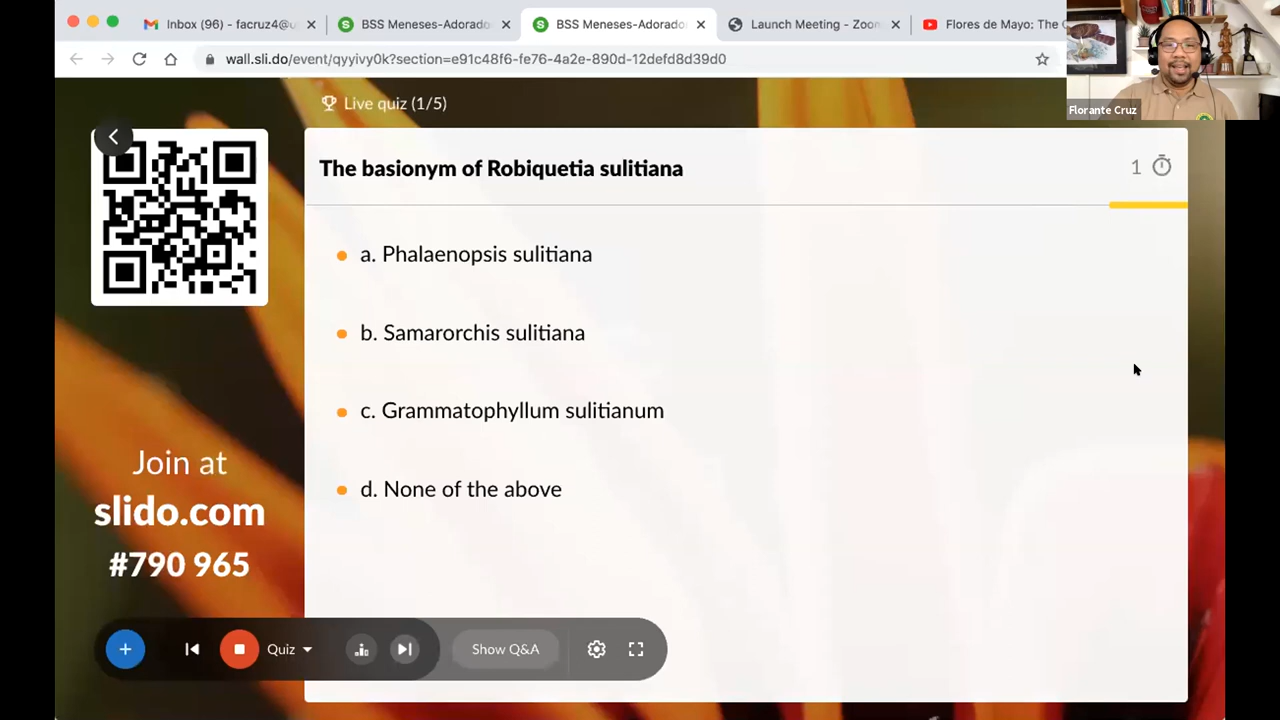 Inbox (96) - facruz4@u
BSS Meneses-Adorado
BSS Meneses-Adorado
Launch Meeting - Zoom
Flores de Mayo: The O
wall.sli.do/event/qyyivy0k?section=e91c48f6-fe76-4a2e-890d-12defd8d39d0
Florante Cruz
Live quiz (1/5)
The basionym of Robiquetia sulitiana
1
a. Phalaenopsis sulitiana
b. Samarorchis sulitiana
c. Grammatophyllum sulitianum
d. None of the above
Join at
slido.com
#790 965
Quiz
Show Q&A